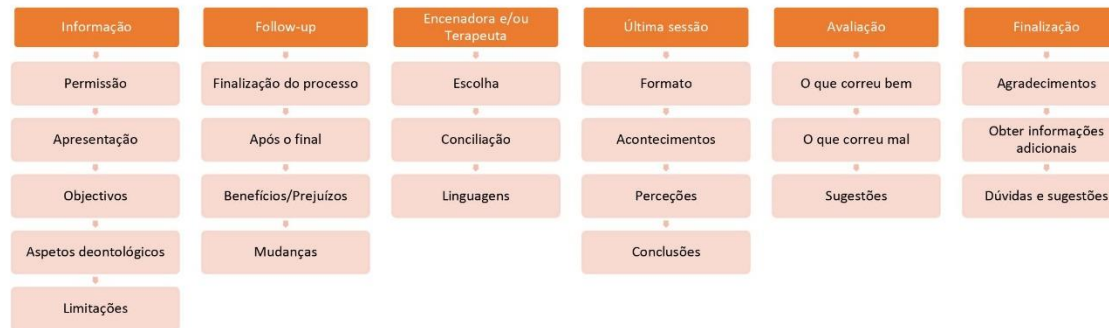 Informação
Permissão
Apresentação
Objectivos
Aspetos deontológicos
Limitações
Follow-up
Finalização do processo
Após o final
Benefícios/Prejuízos
Mudanças
Encenadora e/ou
Terapeuta
Escolha
Conciliação
Linguagens
Última sessão
Formato
Acontecimentos
Perceções
Conclusões
Avaliação
O que correu bem
O que correu mal
Sugestões
Finalização
Agradecimentos
Obter informações
adicionais
Dúvidas e sugestões